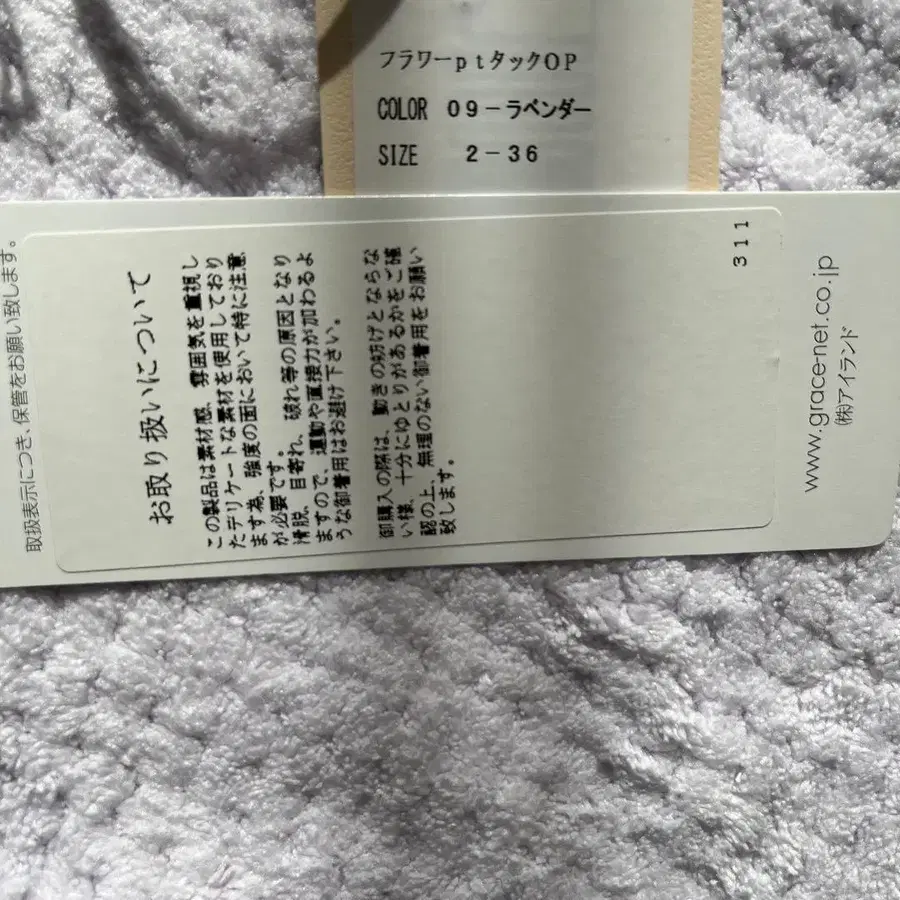 フラワーptタックOP
COLOR 09-ラベンダー
SIZE 2-36
取扱表示につき、保管をお願い致します。
お取り扱いについて
この製品は素材感、雰囲気を重視し
たデリケートな素材を使用しており
ます為、強度の面において特に注意
が必要です。
滑脱、目寄れ、破れ等の原因となり
ますので、運動や直接力が加わるよ
うな御着用はお避け下さい。
御購入の際は、動きの妨げとならな
い様、十分にゆとりがあるかをご確
認の上、無理のない御着用をお願い
致します。
311
www.grace-net.co.jp
(株)アイランド